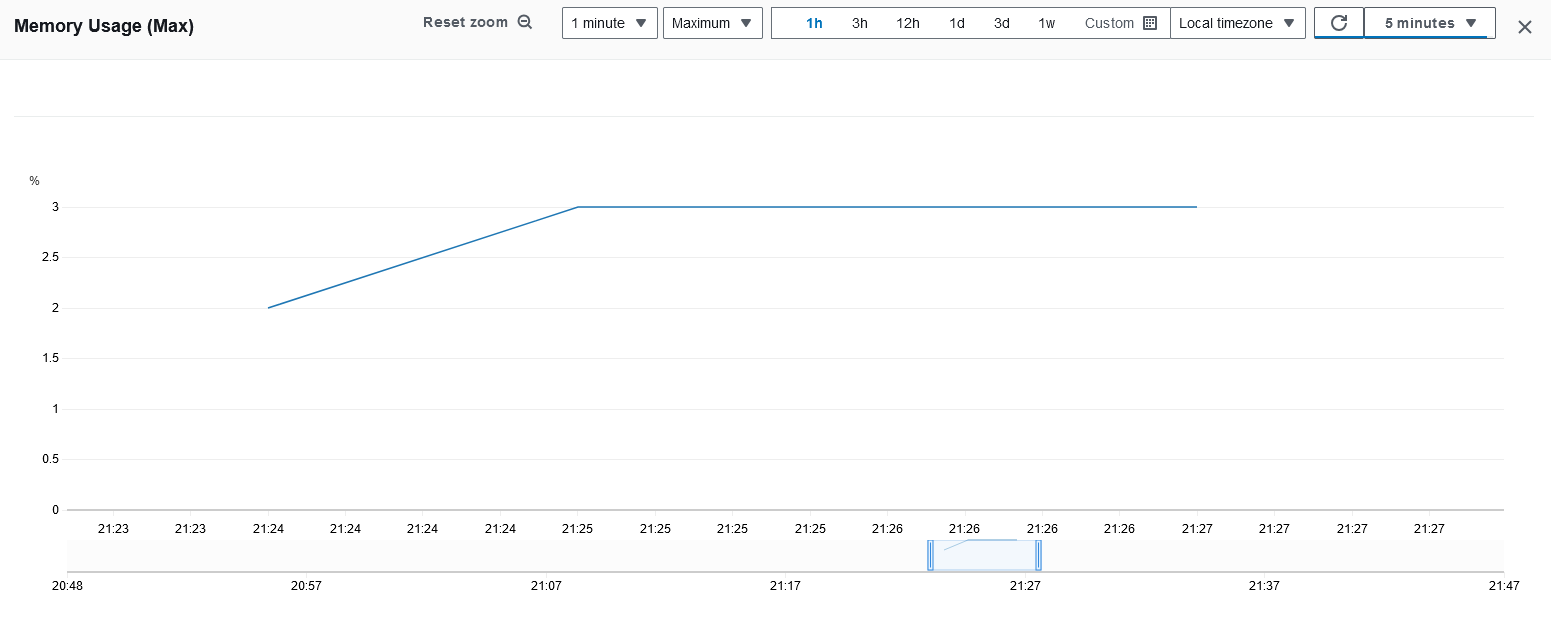 Memory Usage (Max)
Reset zoom
1 minute
Maximum
1h 3h 12h 1d 3d 1w Custom
Local timezone
5 minutes
%
3
2.5
2
1.5
1
0.5
0
21:23 21:23 21:24 21:24 21:24 21:24 21:25 21:25 21:25 21:25 21:26 21:26 21:26 21:26 21:27 21:27 21:27 21:27
20:48 20:57 21:07 21:17 21:27 21:37 21:47